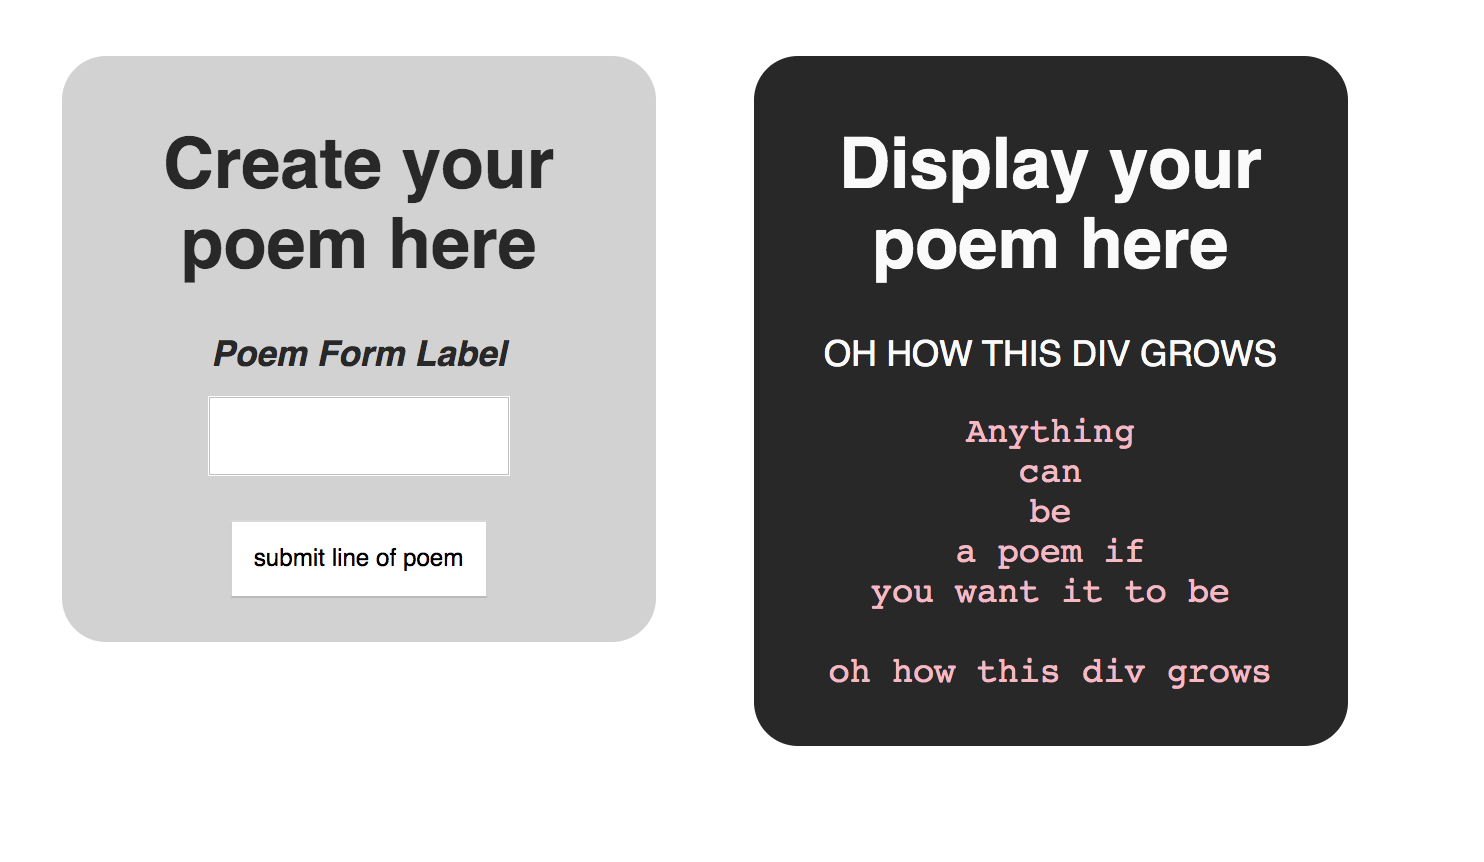 Create your
poem here
Poem Form Label
submit line of poem
Display your
poem here
OH HOW THIS DIV GROWS
Anything
can
be
a poem if
you want it to be
oh how this div grows